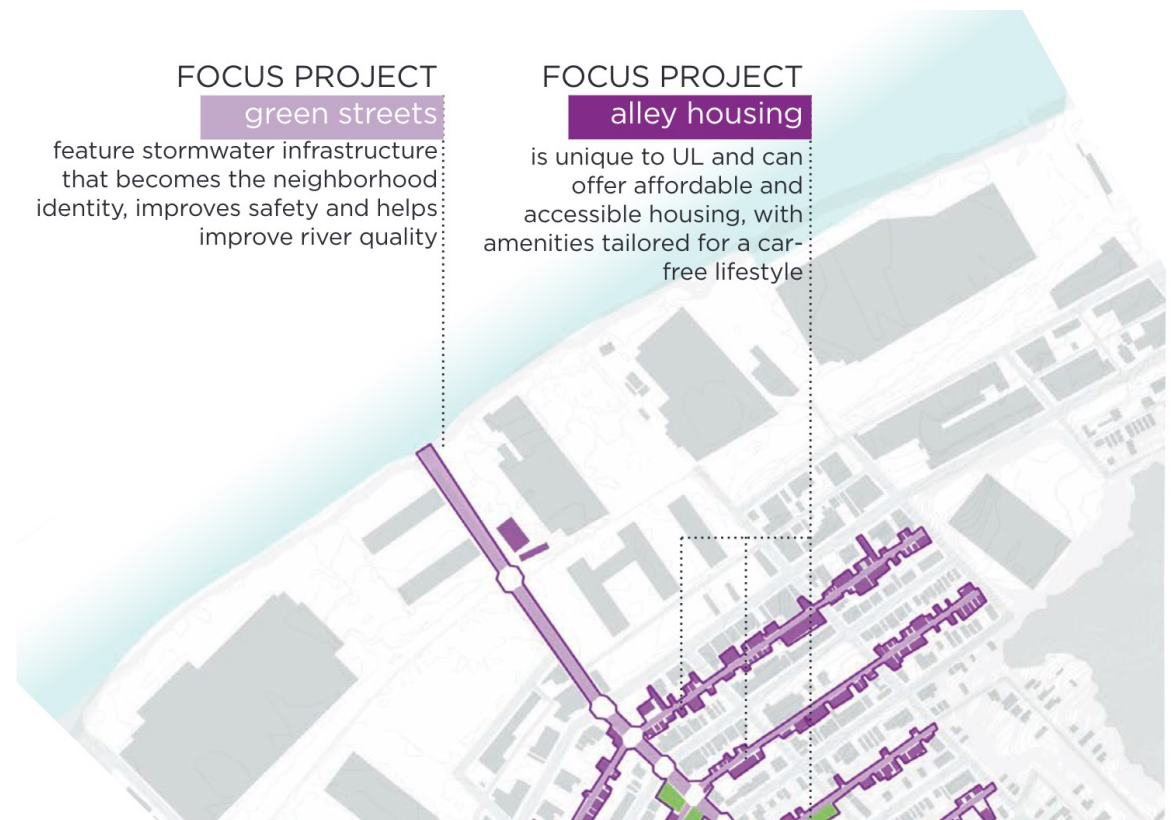 FOCUS PROJECT
green streets
feature stormwater infrastructure
that becomes the neighborhood
identity, improves safety and helps
improve river quality
FOCUS PROJECT
alley housing
is unique to UL and can
offer affordable and
accessible housing, with
amenities tailored for a car-
free lifestyle